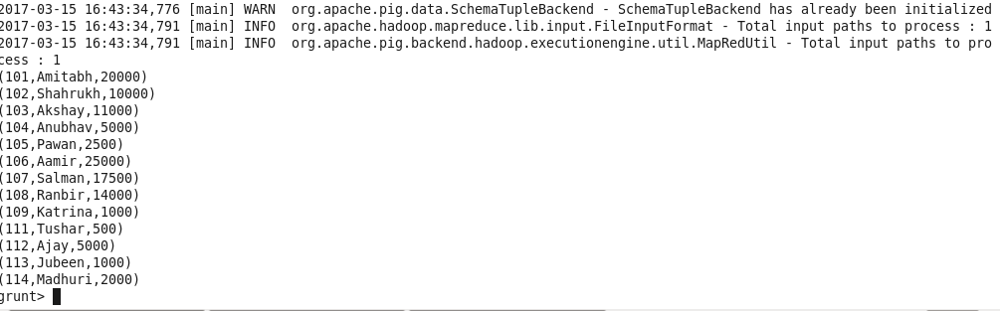 2017-03-15 16:43:34,776 [main] WARN  org.apache.pig.data.SchemaTupleBackend - SchemaTupleBackend has already been initialized
2017-03-15 16:43:34,791 [main] INFO  org.apache.hadoop.mapreduce.lib.input.FileInputFormat - Total input paths to process : 1
2017-03-15 16:43:34,791 [main] INFO  org.apache.pig.backend.hadoop.executionengine.util.MapRedUtil - Total input paths to pro
cess : 1
(101,Amitabh,20000)
(102,Shahrukh,10000)
(103,Akshay,11000)
(104,Anubhav,5000)
(105,Pawan,2500)
(106,Aamir,25000)
(107,Salman,17500)
(108,Ranbir,14000)
(109,Katrina,1000)
(111,Tushar,500)
(112,Ajay,5000)
(113,Jubeen,1000)
(114,Madhuri,2000)
grunt>